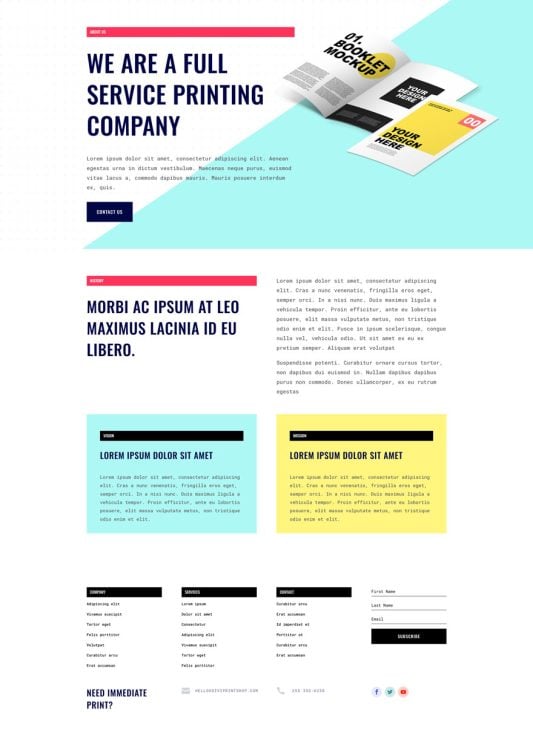 ABOUT US
WE ARE A FULL
SERVICE PRINTING
COMPANY
Lorem ipsum dolor sit amet, consectetur adipiscing elit. Aenean
egestas urna in dictum vestibulum. Maecenas neque purus, euismod
vitae lacus a, commodo dapibus mauris. Mauris posuere interdum
ex, quis.
CONTACT US
01.
BOOKLET
MOCKUP
YOUR
DESIGN
HERE
00
YOUR
DESIGN
HERE
HISTORY
MORBI AC IPSUM AT LEO
MAXIMUS LACINIA ID EU
LIBERO.
Lorem ipsum dolor sit amet, consectetur adipiscing
elit. Cras a nunc venenatis, fringilla eros eget,
semper orci. In a nisi nunc. Duis maximus ligula a
vehicula tempor. Proin efficitur, ante eu lobortis
posuere, elit massa vulputate metus, non tristique
odio enim et elit. Fusce in ipsum scelerisque, congue
nulla vel, vehicula odio. Ut sit amet ex eu ex
pretium semper. Aliquam erat volutpat
Suspendisse potenti. Curabitur ornare cursus tortor,
non dapibus dui euismod in. Nullam dapibus dapibus
purus non commodo. Donec ullamcorper, ex eu rutrum
egestas
VISION
LOREM IPSUM DOLOR SIT AMET
Lorem ipsum dolor sit amet, consectetur adipiscing
elit. Cras a nunc venenatis, fringilla eros eget,
semper orci. In a nisi nunc. Duis maximus ligula a
vehicula tempor. Proin efficitur, ante eu lobortis
posuere, elit massa vulputate metus, non tristique
odio enim et elit.
MISSION
LOREM IPSUM DOLOR SIT AMET
Lorem ipsum dolor sit amet, consectetur adipiscing
elit. Cras a nunc venenatis, fringilla eros eget,
semper orci. In a nisi nunc. Duis maximus ligula a
vehicula tempor. Proin efficitur, ante eu lobortis
posuere, elit massa vulputate metus, non tristique
odio enim et elit.
COMPANY
Adipiscing elit
Vivamus suscipit
Tortor eget
Felis porttitor
Volutpat
Curabitur arcu
Erat accumsan
SERVICES
Lorem ipsum
Dolor sit amet
Consectetur
Adipiscing elit
Vivamus suscipit
Tortor eget
Felis porttitor
CONTACT
Curabitur arcu
Erat accumsan
Id imperdiet et
Porttitor at
Curabitur arcu
Erat accumsan
First Name
Last Name
Email
SUBSCRIBE
NEED IMMEDIATE
PRINT?
HELLO@DIVIPRINTSHOP.COM